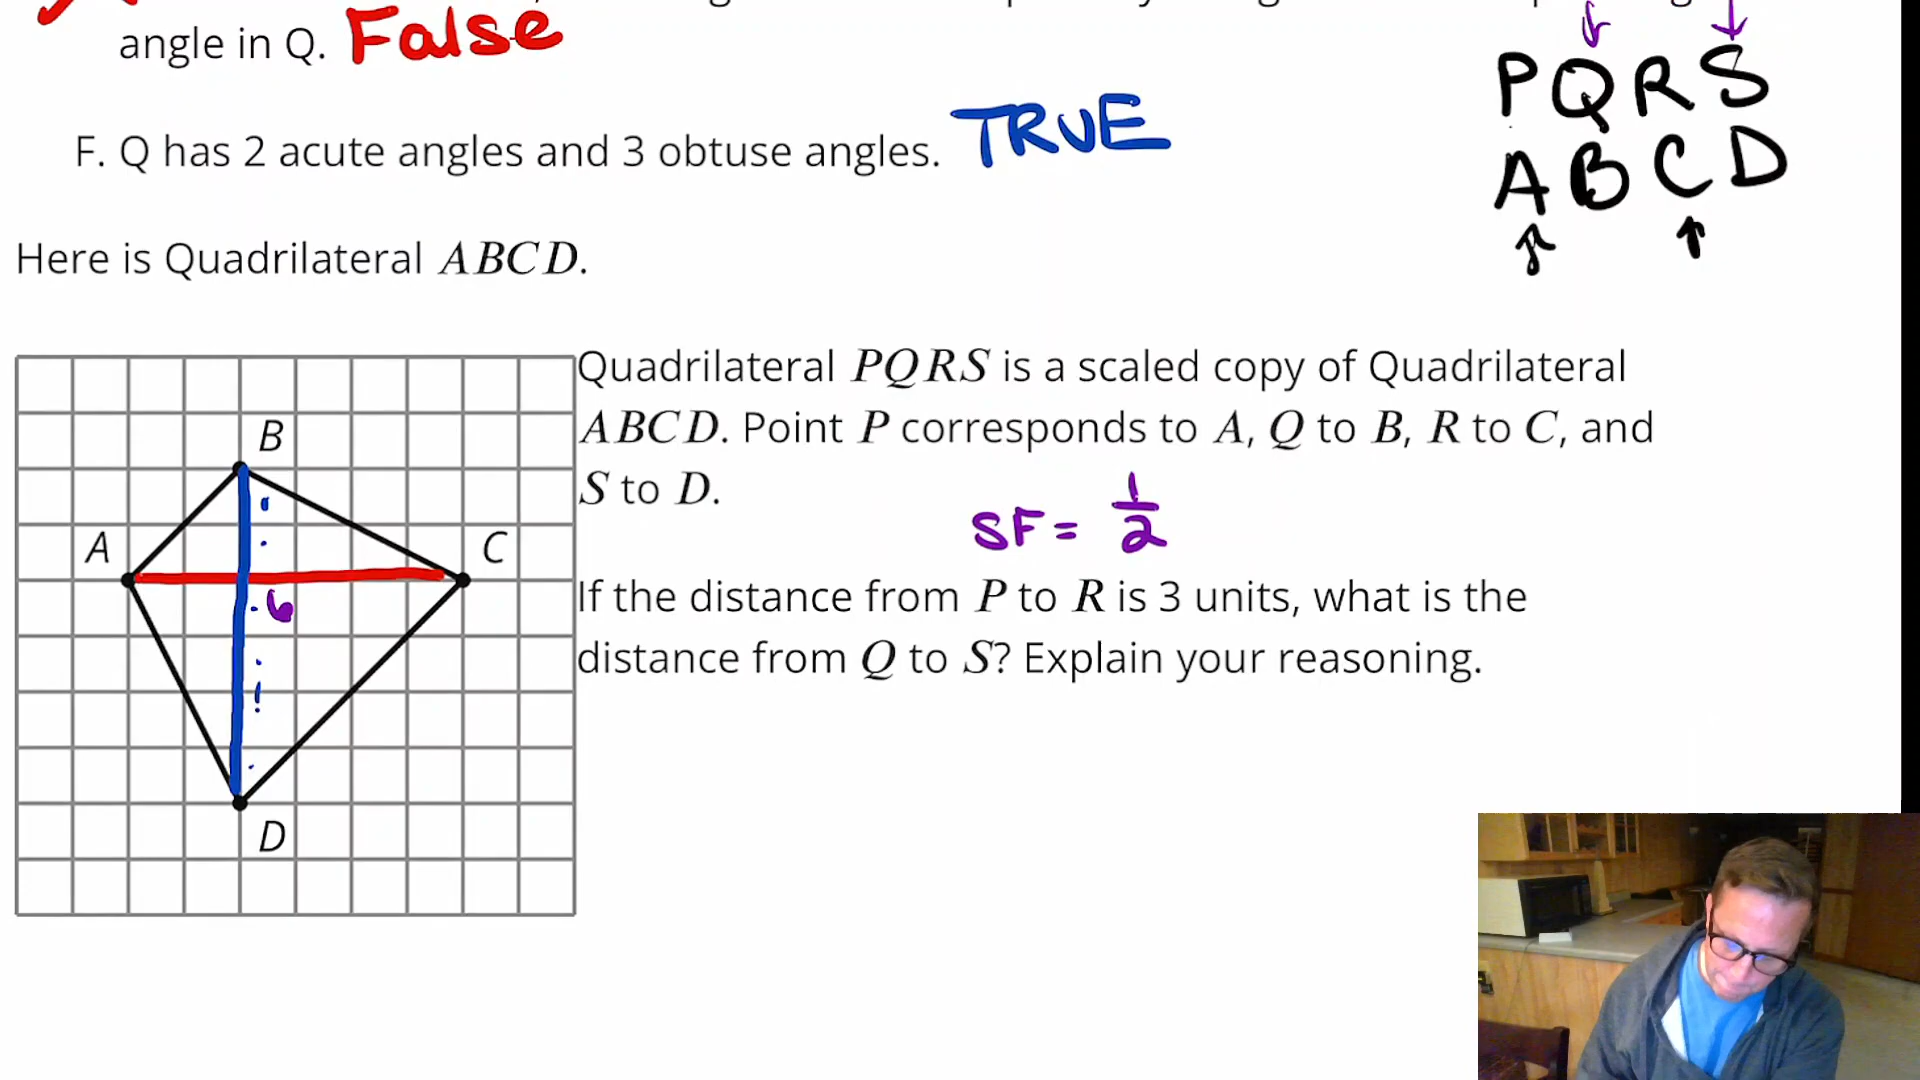 angle in Q. False
P Q R S
F. Q has 2 acute angles and 3 obtuse angles. TRUE
A B C D
Here is Quadrilateral ABCD.
Quadrilateral PQRS is a scaled copy of Quadrilateral
ABCD. Point P corresponds to A, Q to B, R to C, and
S to D.
SF = 1/2
If the distance from P to R is 3 units, what is the
distance from Q to S? Explain your reasoning.
B
A
C
6
D